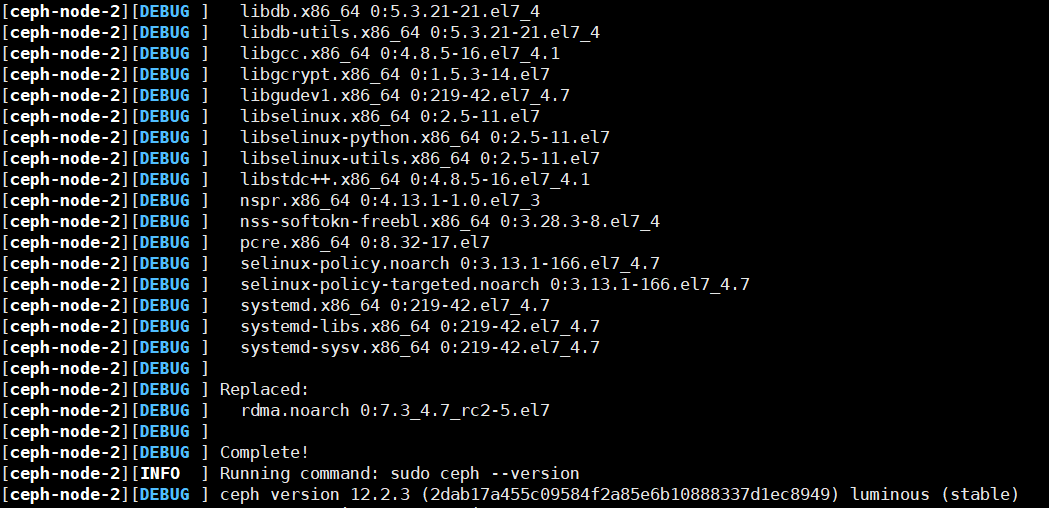 [ceph-node-2][DEBUG ]   libdb.x86_64 0:5.3.21-21.el7_4
[ceph-node-2][DEBUG ]   libdb-utils.x86_64 0:5.3.21-21.el7_4
[ceph-node-2][DEBUG ]   libgcc.x86_64 0:4.8.5-16.el7_4.1
[ceph-node-2][DEBUG ]   libgcrypt.x86_64 0:1.5.3-14.el7
[ceph-node-2][DEBUG ]   libgudev1.x86_64 0:219-42.el7_4.7
[ceph-node-2][DEBUG ]   libselinux.x86_64 0:2.5-11.el7
[ceph-node-2][DEBUG ]   libselinux-python.x86_64 0:2.5-11.el7
[ceph-node-2][DEBUG ]   libselinux-utils.x86_64 0:2.5-11.el7
[ceph-node-2][DEBUG ]   libstdc++.x86_64 0:4.8.5-16.el7_4.1
[ceph-node-2][DEBUG ]   nspr.x86_64 0:4.13.1-1.0.el7_3
[ceph-node-2][DEBUG ]   nss-softokn-freebl.x86_64 0:3.28.3-8.el7_4
[ceph-node-2][DEBUG ]   pcre.x86_64 0:8.32-17.el7
[ceph-node-2][DEBUG ]   selinux-policy.noarch 0:3.13.1-166.el7_4.7
[ceph-node-2][DEBUG ]   selinux-policy-targeted.noarch 0:3.13.1-166.el7_4.7
[ceph-node-2][DEBUG ]   systemd.x86_64 0:219-42.el7_4.7
[ceph-node-2][DEBUG ]   systemd-libs.x86_64 0:219-42.el7_4.7
[ceph-node-2][DEBUG ]   systemd-sysv.x86_64 0:219-42.el7_4.7
[ceph-node-2][DEBUG ]
[ceph-node-2][DEBUG ] Replaced:
[ceph-node-2][DEBUG ]   rdma.noarch 0:7.3_4.7_rc2-5.el7
[ceph-node-2][DEBUG ]
[ceph-node-2][DEBUG ] Complete!
[ceph-node-2][INFO  ] Running command: sudo ceph --version
[ceph-node-2][DEBUG ] ceph version 12.2.3 (2dab17a455c09584f2a85e6b10888337d1ec8949) luminous (stable)